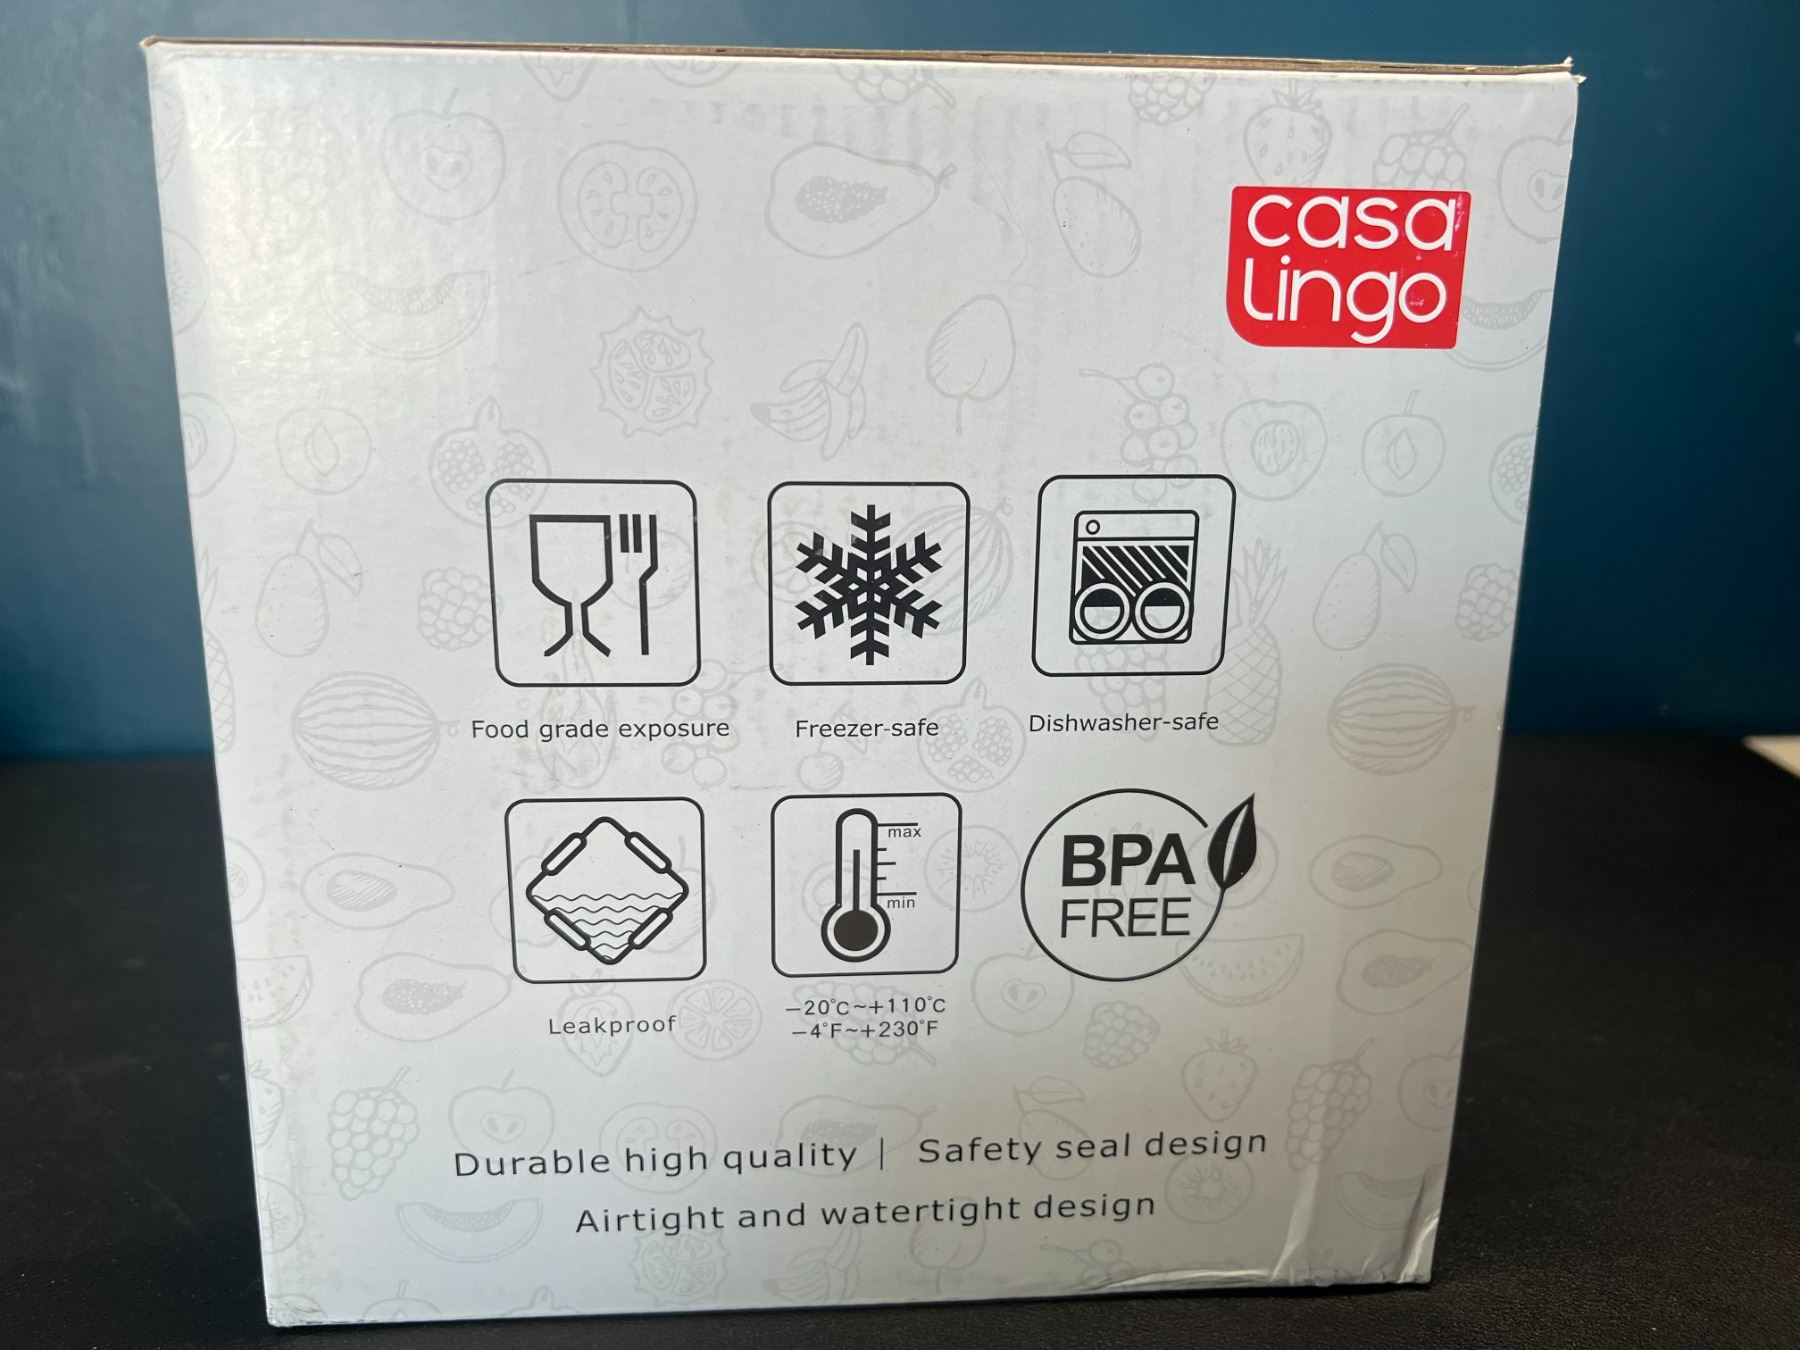 casa
lingo
Food grade exposure
Freezer-safe
Dishwasher-safe
max
min
BPA
FREE
Leakproof
—20°C~+110°C
—4°F~+230°F
Durable high quality | Safety seal design
Airtight and watertight design